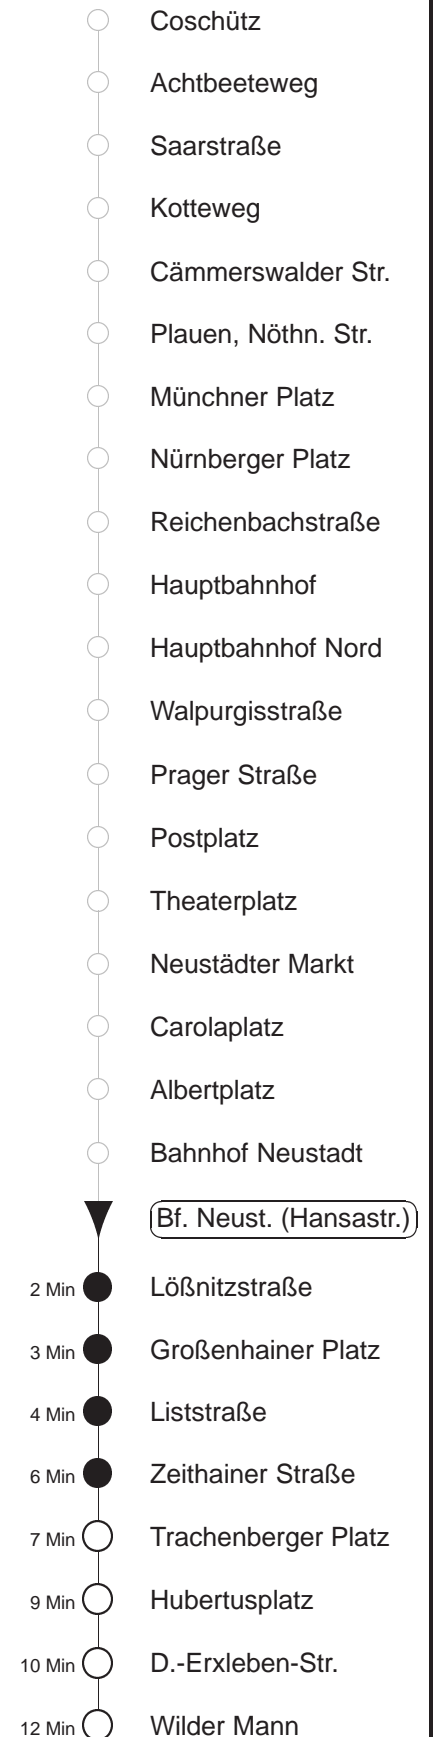 Coschütz
Achtbeeteweg
Saarstraße
Kotteweg
Cämmerswalder Str.
Plauen, Nöthn. Str.
Münchner Platz
Nürnberger Platz
Reichenbachstraße
Hauptbahnhof
Hauptbahnhof Nord
Walpurgisstraße
Prager Straße
Postplatz
Theaterplatz
Neustädter Markt
Carolaplatz
Albertplatz
Bahnhof Neustadt
Bf. Neust. (Hansastr.)
2 Min Lößnitzstraße
3 Min Großenhainer Platz
4 Min Liststraße
6 Min Zeithainer Straße
7 Min Trachenberger Platz
9 Min Hubertusplatz
10 Min D.-Erxleben-Str.
12 Min Wilder Mann